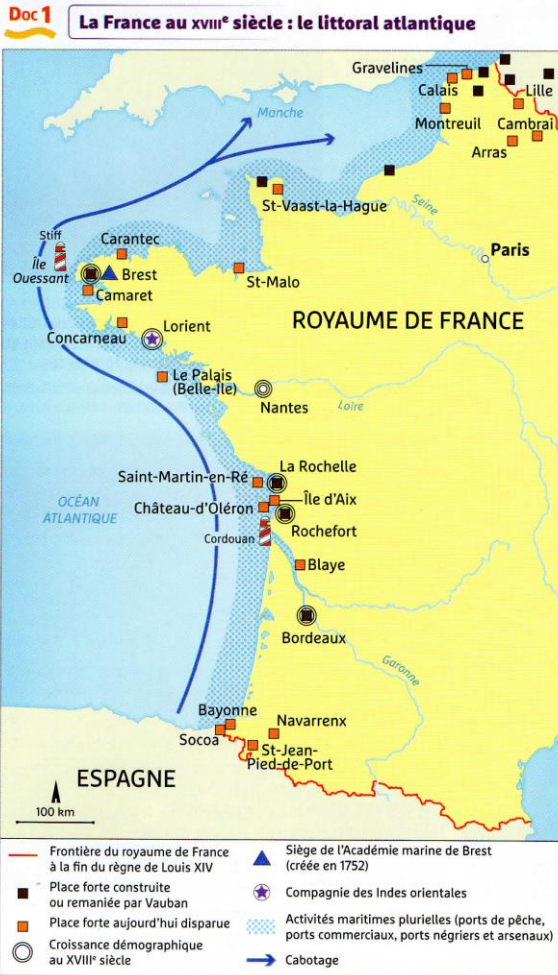 Doc 1
La France au XVIIIe siècle : le littoral atlantique
Gravelines
Calais
Lille
Manche
Montreuil
Cambrai
Arras
St-Vaast-la-Hague
Seine
Stiff
Carantec
Paris
Île
Ouessant
Brest
St-Malo
Camaret
ROYAUME DE FRANCE
Concarneau
Lorient
Le Palais
(Belle-Ile)
Nantes
Loire
La Rochelle
Saint-Martin-en-Ré
Île d'Aix
OCÉAN
ATLANTIQUE
Château-d'Oléron
Rochefort
Cordouan
Blaye
Bordeaux
Garonne
Bayonne
Navarrenx
Socoa
St-Jean-
Pied-de-Port
ESPAGNE
100 km
Frontière du royaume de France
à la fin du règne de Louis XIV
Place forte construite
ou remaniée par Vauban
Place forte aujourd'hui disparue
Croissance démographique
au XVIIIe siècle
Siège de l'Académie marine de Brest
(créée en 1752)
Compagnie des Indes orientales
Activités maritimes plurielles (ports de pêche,
ports commerciaux, ports négriers et arsenaux)
Cabotage